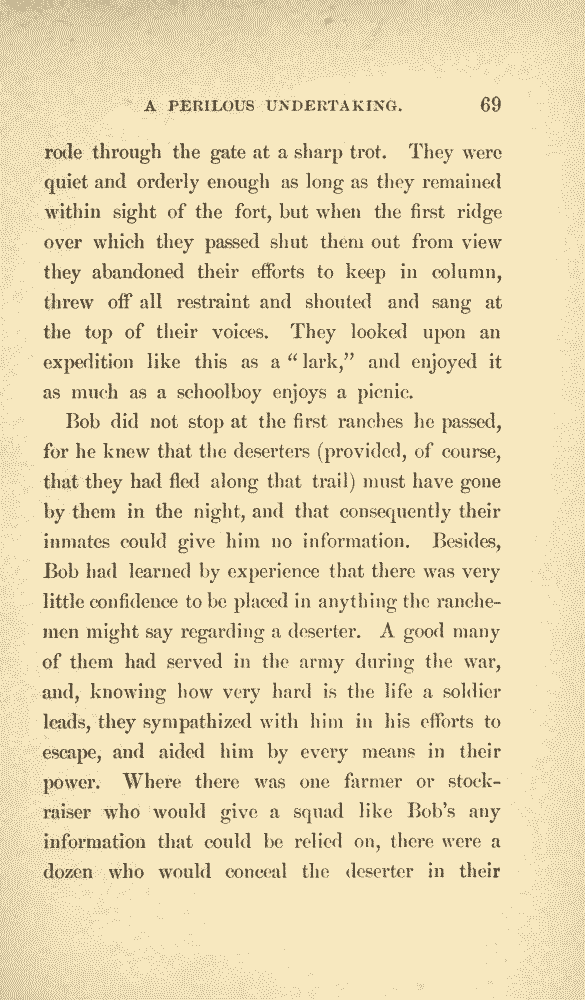 A PERILOUS UNDERTAKING. 69
rode through the gate at a sharp trot. They were
quiet and orderly enough as long as they remained
within sight of the fort, but when the first ridge
over which they passed shut them out from view
they abandoned their efforts to keep in column,
threw off all restraint and shouted and sang at
the top of their voices. They looked upon an
expedition like this as a “lark,” and enjoyed it
as much as a schoolboy enjoys a picnic.
Bob did not stop at the first ranches he passed,
for he knew that the deserters (provided, of course,
that they had fled along that trail) must have gone
by them in the night, and that consequently their
inmates could give him no information. Besides,
Bob had learned by experience that there was very
little confidence to be placed in anything the ranche-
men might say regarding a deserter. A good many
of them had served in the army during the war,
and, knowing how very hard is the life a soldier
leads, they sympathized with him in his efforts to
escape, and aided him by every means in their
power. Where there was one farmer or stock-
raiser who would give a squad like Bob’s any
information that could be relied on, there were a
dozen who would conceal the deserter in their